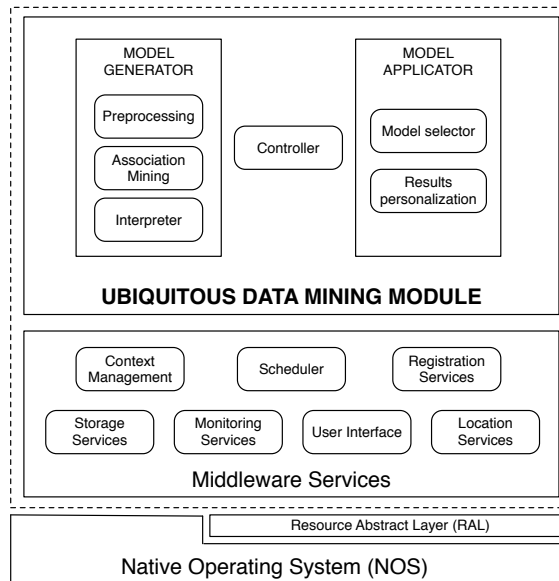 MODEL
GENERATOR
Preprocessing
Association
Mining
Interpreter
Controller
MODEL
APPLICATOR
Model selector
Results
personalization
UBIQUITOUS DATA MINING MODULE
Context
Management
Scheduler
Registration
Services
Storage
Services
Monitoring
Services
User Interface
Location
Services
Middleware Services
Resource Abstract Layer (RAL)
Native Operating System (NOS)